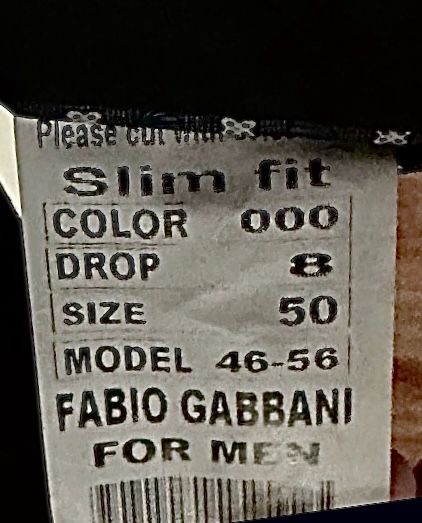 Please cut with
Slim fit
COLOR 000
DROP 8
SIZE 50
MODEL 46-56
FABIO GABBANI
FOR MEN